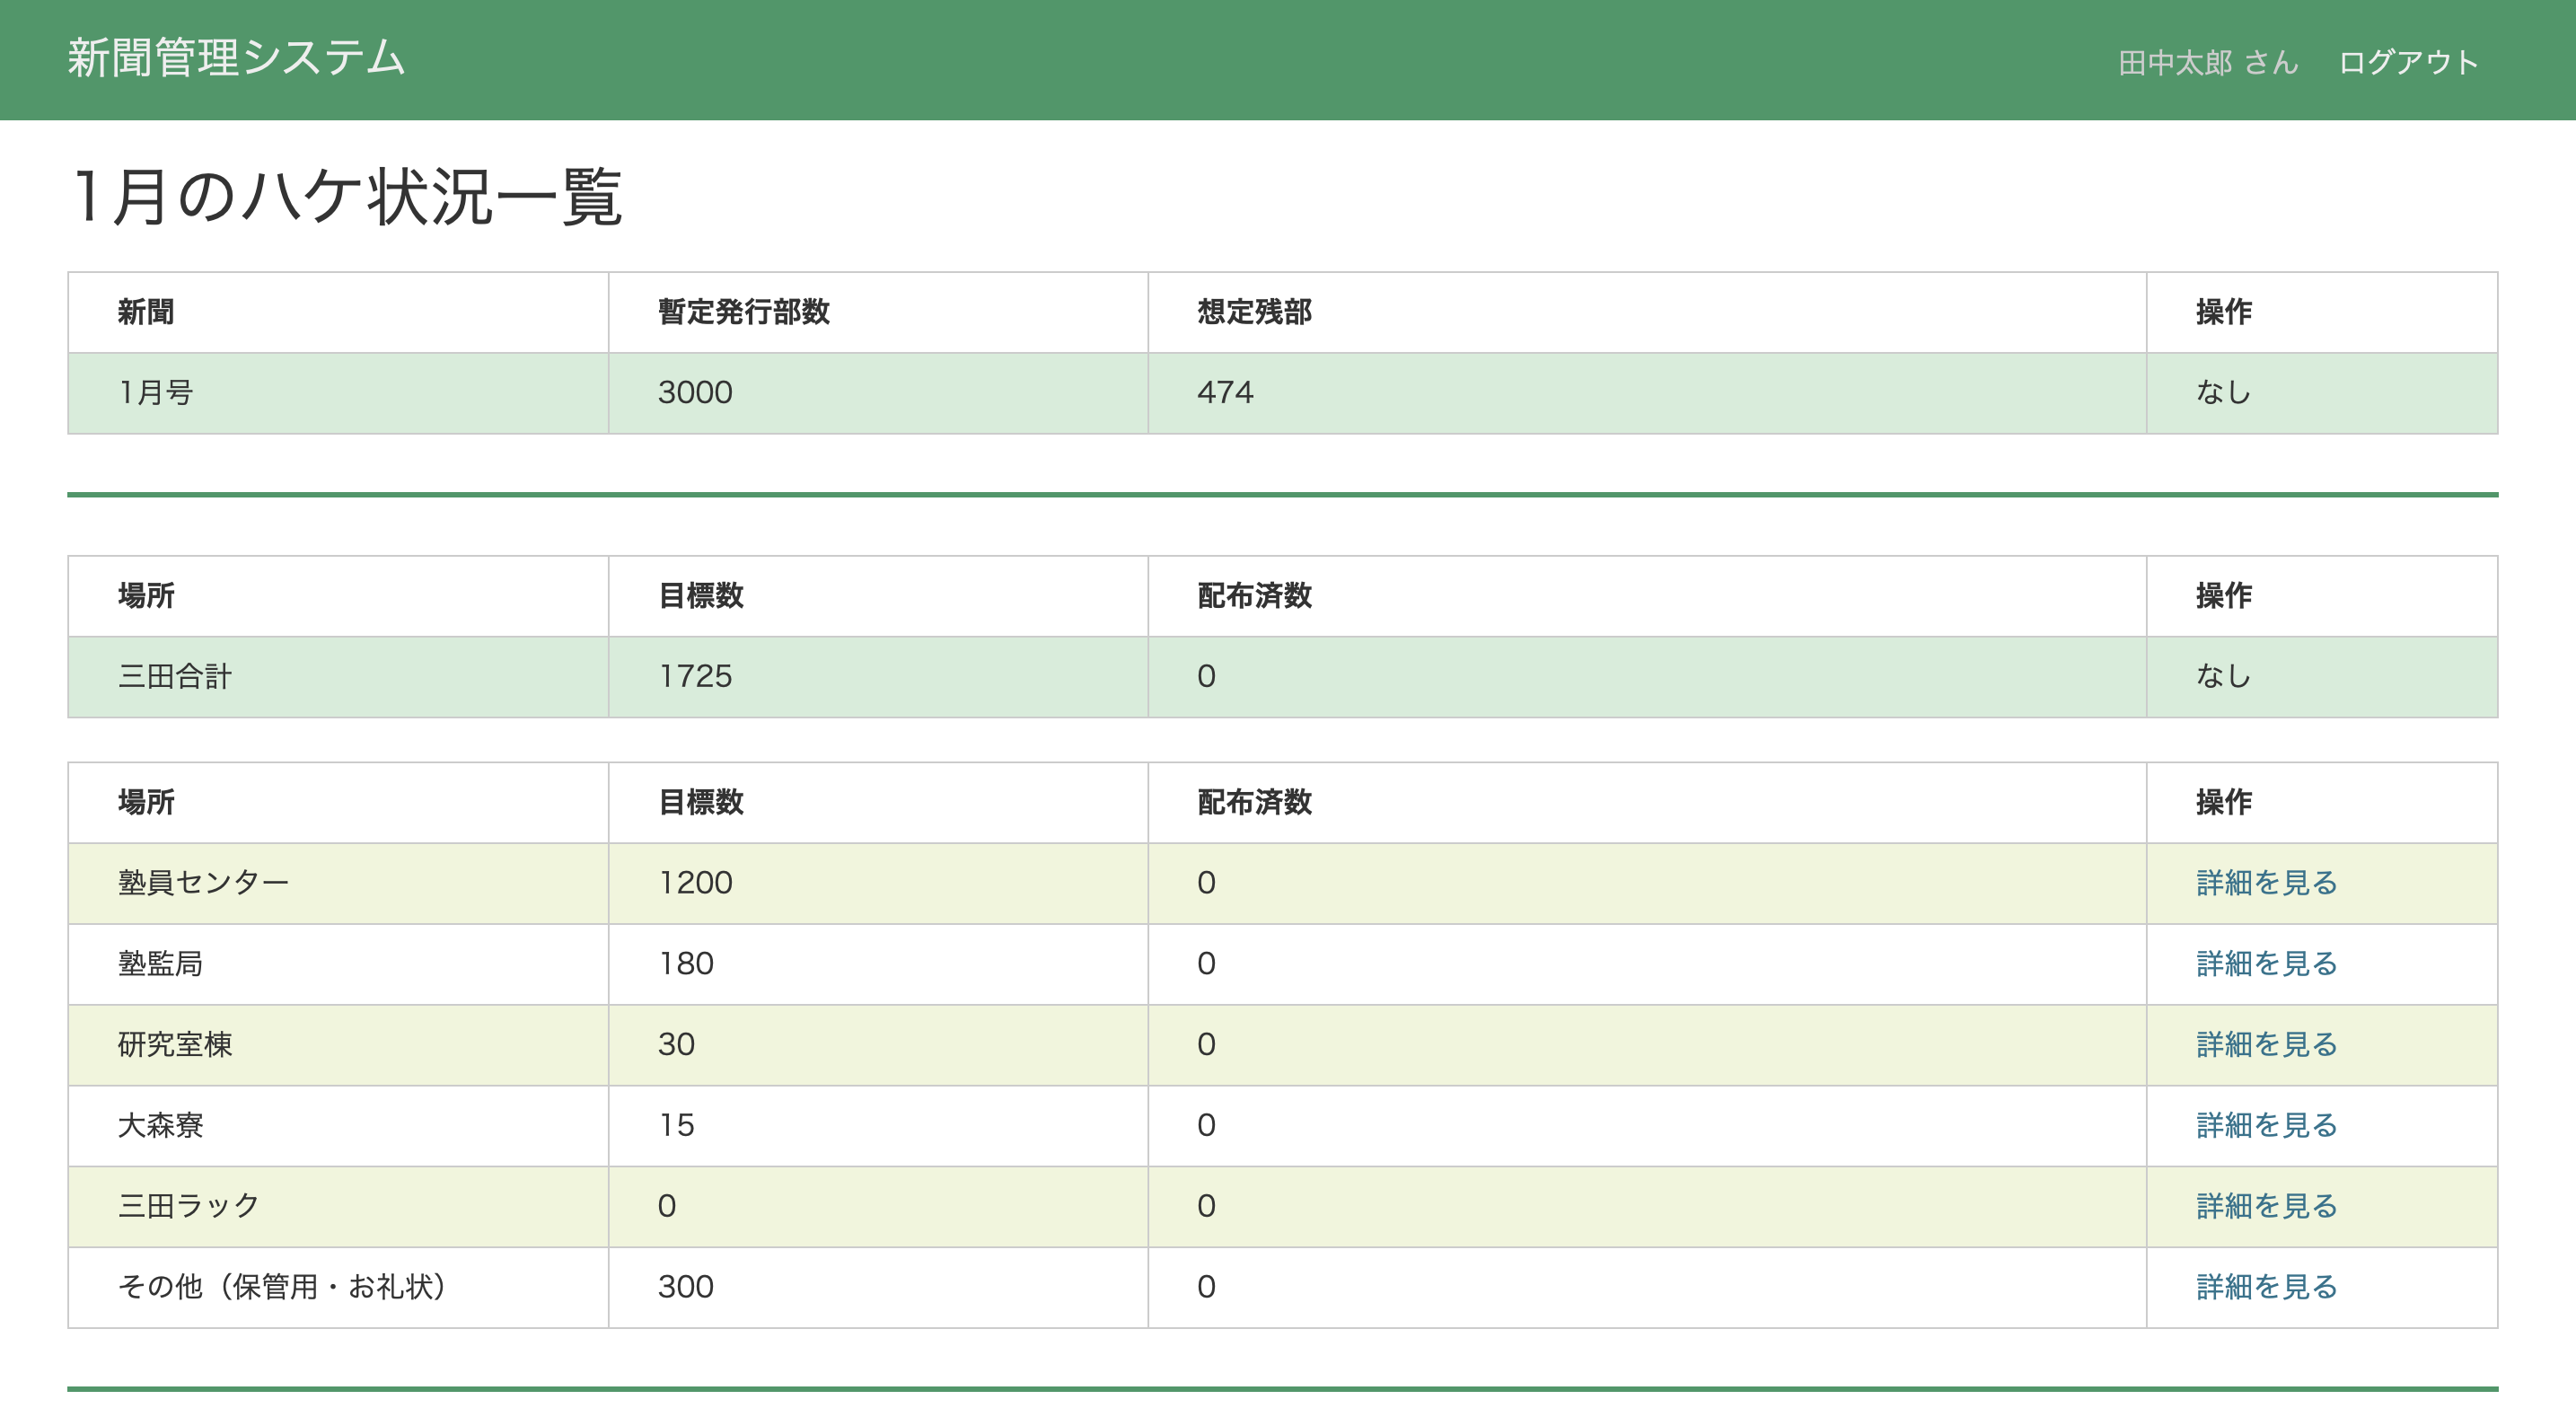 新聞管理システム 田中太郎 さん ログアウト
1月のハケ状況一覧
新聞 暫定発行部数 想定残部 操作
1月号 3000 474 なし
場所 目標数 配布済数 操作
三田合計 1725 0 なし
場所 目標数 配布済数 操作
塾員センター 1200 0 詳細を見る
塾監局 180 0 詳細を見る
研究室棟 30 0 詳細を見る
大森寮 15 0 詳細を見る
三田ラック 0 0 詳細を見る
その他（保管用・お礼状） 300 0 詳細を見る